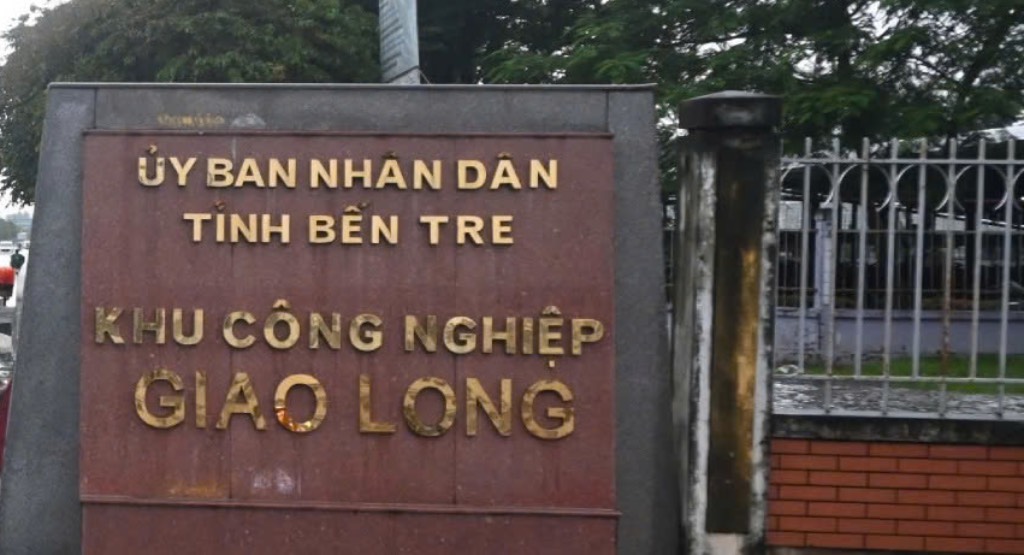 ỦY BAN NHÂN DÂN
TỈNH BẾN TRE
KHU CÔNG NGHIỆP
GIAO LONG